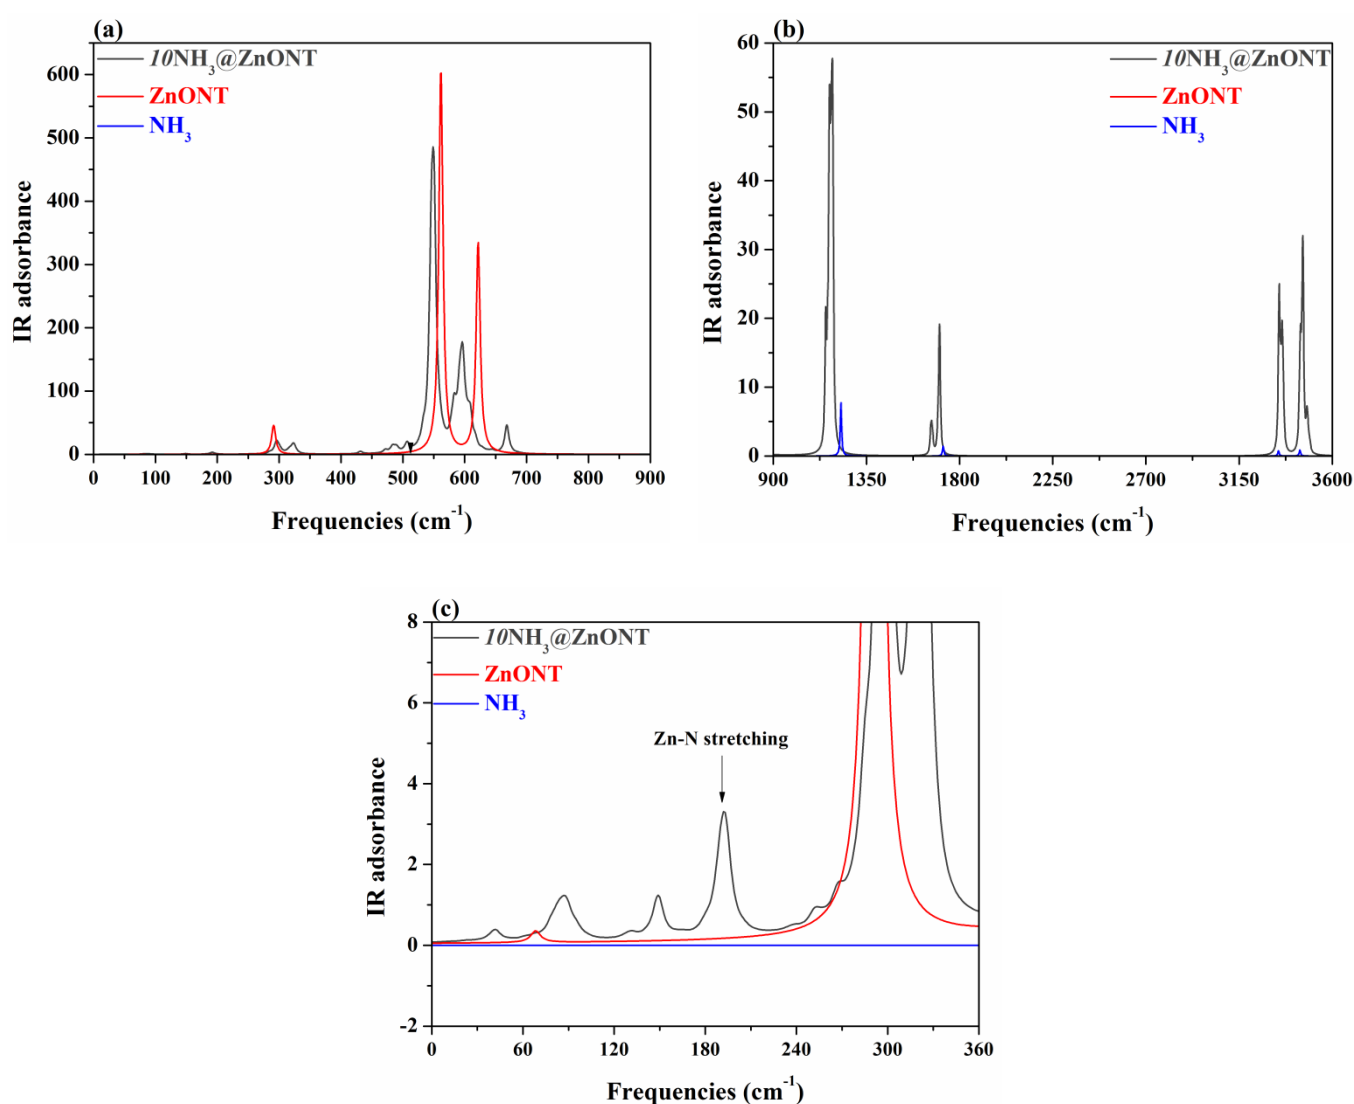 (a)
10NH3@ZnONT
ZnONT
NH3
IR adsorbance
600
500
400
300
200
100
0
0 100 200 300 400 500 600 700 800 900
Frequencies (cm-1)
(b)
10NH3@ZnONT
ZnONT
NH3
IR adsorbance
60
50
40
30
20
10
0
900 1350 1800 2250 2700 3150 3600
Frequencies (cm-1)
(c)
10NH3@ZnONT
ZnONT
NH3
Zn-N stretching
IR adsorbance
8
6
4
2
0
-2
0 60 120 180 240 300 360
Frequencies (cm-1)